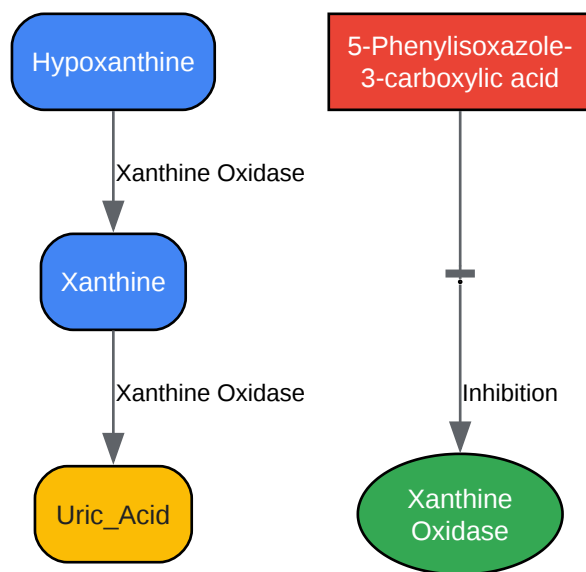 Hypoxanthine
Xanthine Oxidase
Xanthine
Xanthine Oxidase
Uric_Acid
5-Phenylisoxazole-
3-carboxylic acid
Inhibition
Xanthine
Oxidase